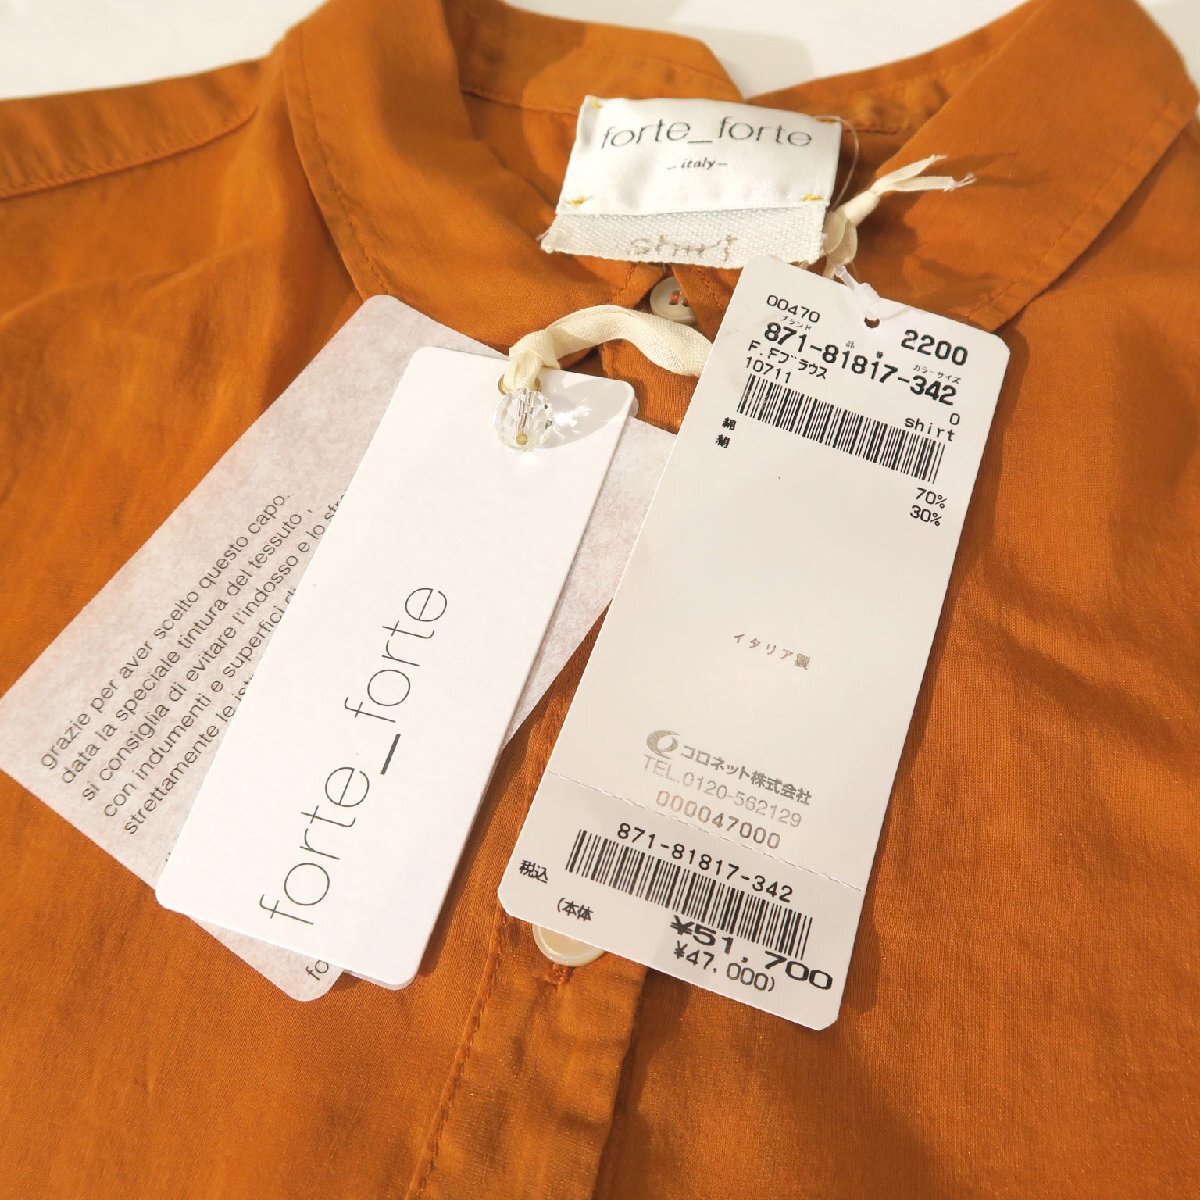 forte_forte
_italy_
grazie per aver scelto questo capo.
data la speciale tintura del tessuto,
si consiglia di evitare l'indosso e lo
con indumenti e superfici
strettamente le
forte_forte
00470
2200
ブランド
品番
カラーサイズ
871-81817-342
F.Fブラウス
0
10711
shirt
綿 70%
絹 30%
イタリア製
コロネット株式会社
TEL.0120-562129
000047000
871-81817-342
税込 ¥51,700
(本体 ¥47,000)